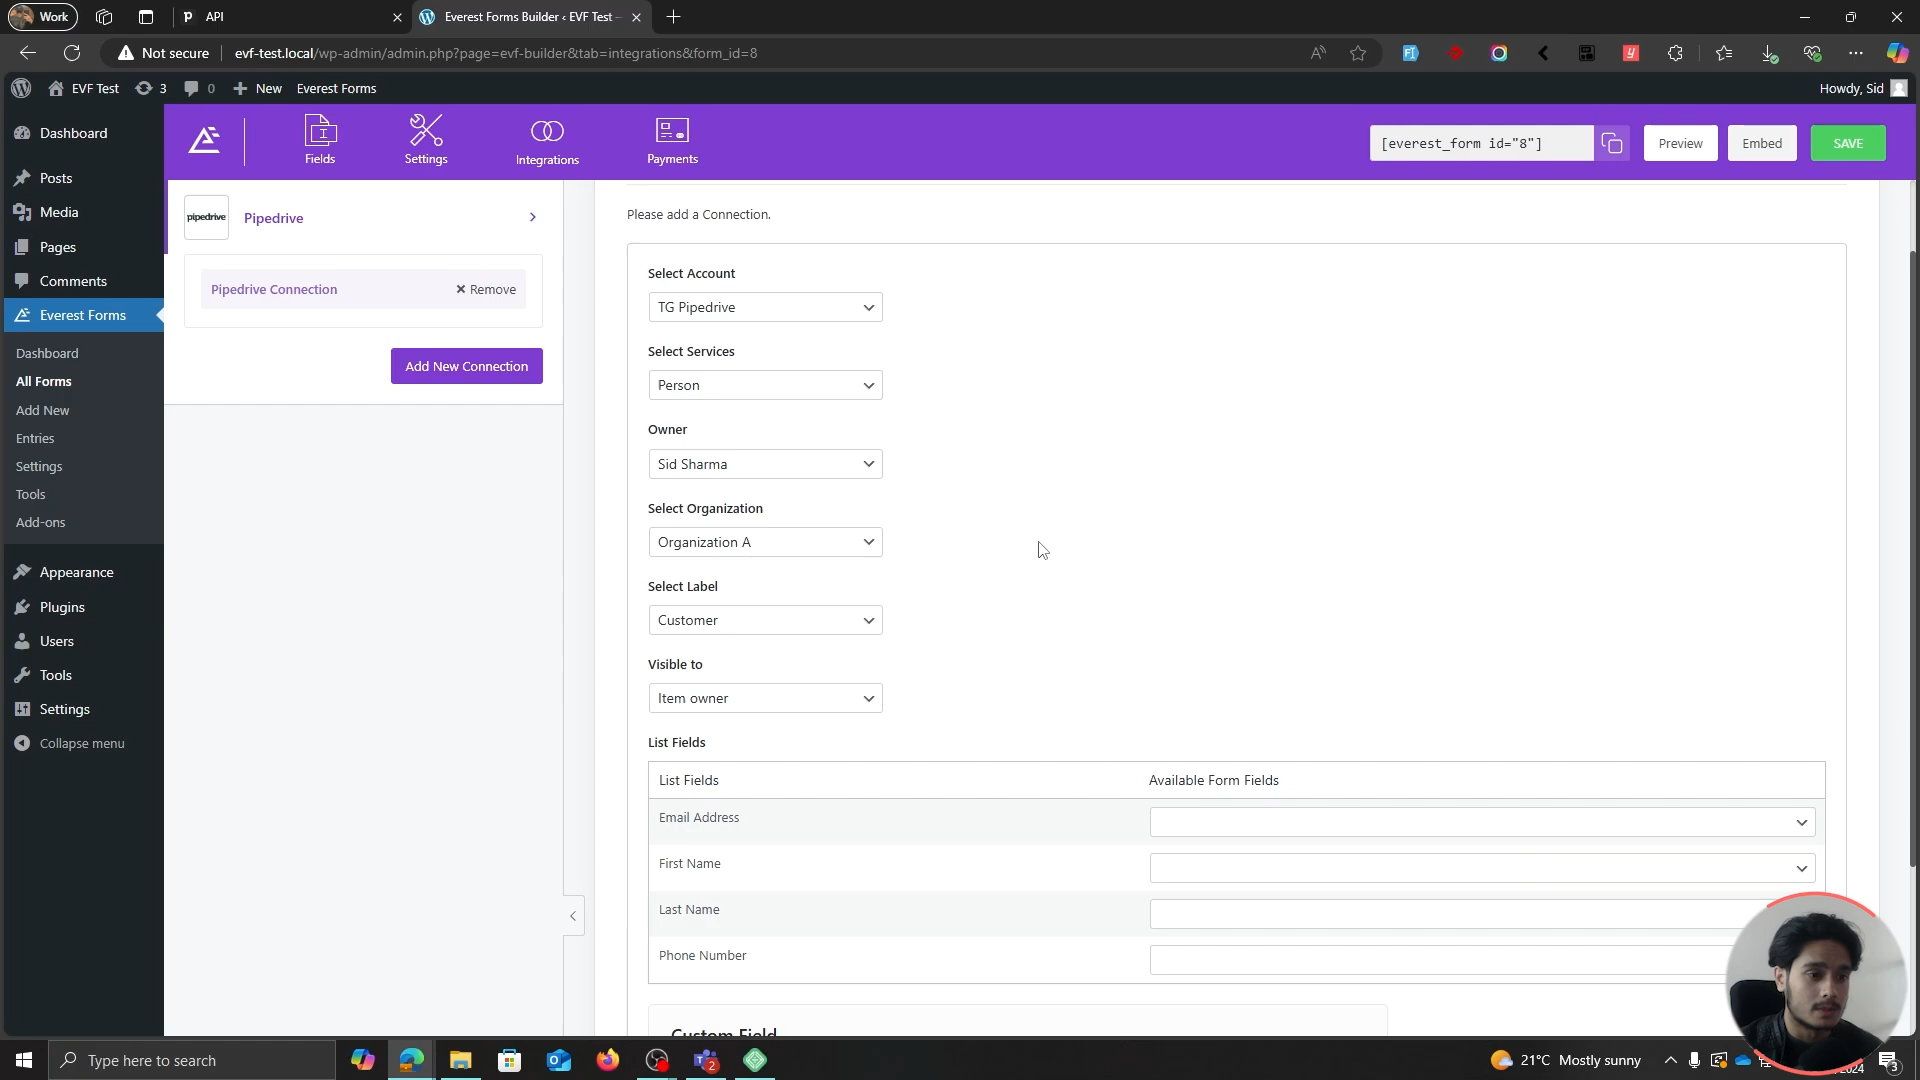 Work
API
Everest Forms Builder ‹ EVF Test –
Not secure
evf-test.local/wp-admin/admin.php?page=evf-builder&tab=integrations&form_id=8
EVF Test
3
0
New
Everest Forms
Howdy, Sid
Dashboard
Posts
Media
Pages
Comments
Everest Forms
Dashboard
All Forms
Add New
Entries
Settings
Tools
Add-ons
Appearance
Plugins
Users
Tools
Settings
Collapse menu
Fields
Settings
Integrations
Payments
[everest_form id="8"]
Preview
Embed
SAVE
pipedrive
Pipedrive
Pipedrive Connection
Remove
Add New Connection
Please add a Connection.
Select Account
TG Pipedrive
Select Services
Person
Owner
Sid Sharma
Select Organization
Organization A
Select Label
Customer
Visible to
Item owner
List Fields
List Fields
Available Form Fields
Email Address
First Name
Last Name
Phone Number
Custom Field
Type here to search
2
21°C Mostly sunny
2024
3